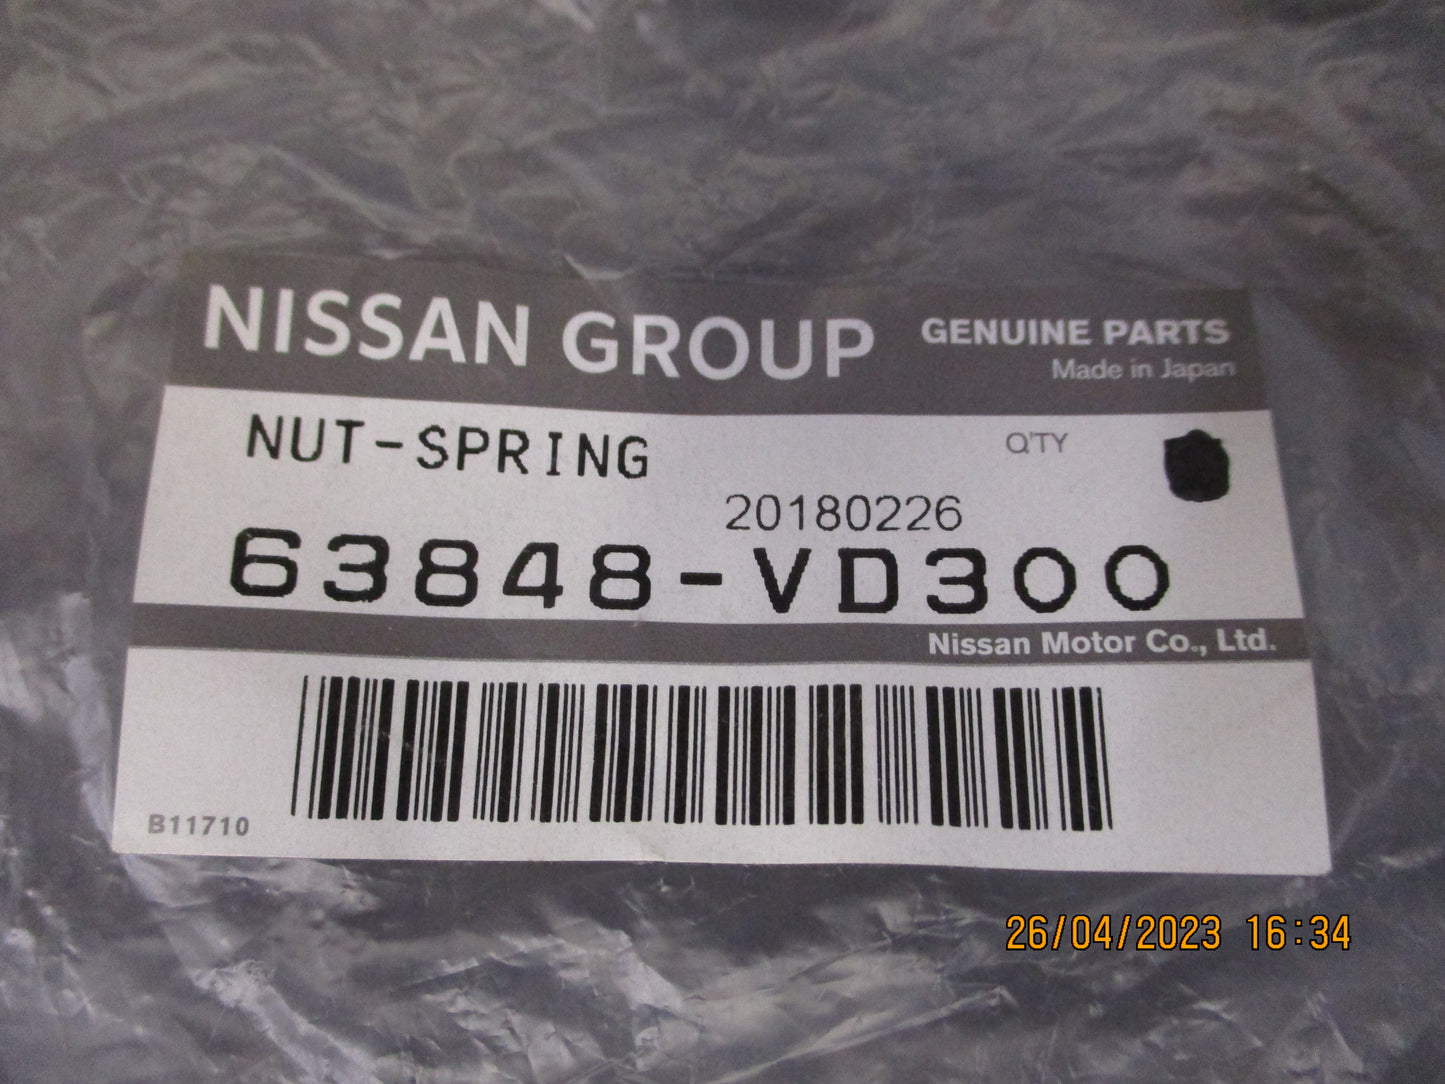 NISSAN GROUP GENUINE PARTS
Made in Japan
NUT-SPRING Q'TY
20180226
63848-VD300
Nissan Motor Co., Ltd.
B11710
26/04/2023 16:34